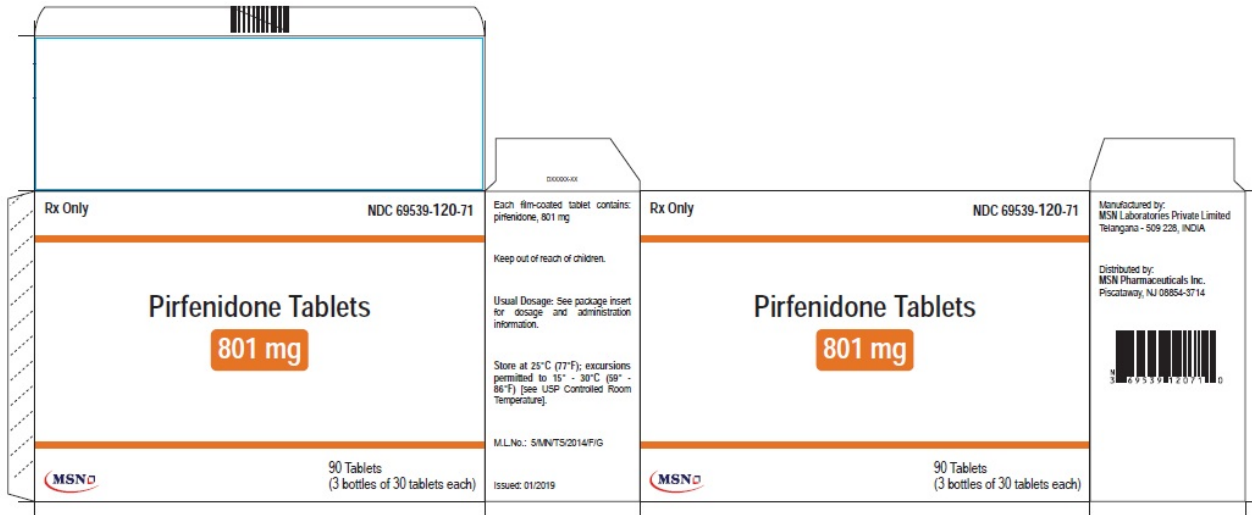 DXXXXX-XX
Rx Only
NDC 69539-120-71
Pirfenidone Tablets
801 mg
MSN
90 Tablets
(3 bottles of 30 tablets each)
Each film-coated tablet contains:
pirfenidone, 801 mg
Keep out of reach of children.
Usual Dosage: See package insert
for dosage and administration
information.
Store at 25°C (77°F); excursions
permitted to 15° - 30°C (59° -
86°F) [see USP Controlled Room
Temperature].
M.L.No.: 5/MN/TS/2014/F/G
Issued: 01/2019
Rx Only
NDC 69539-120-71
Pirfenidone Tablets
801 mg
MSN
90 Tablets
(3 bottles of 30 tablets each)
Manufactured by:
MSN Laboratories Private Limited
Telangana - 509 228, INDIA
Distributed by:
MSN Pharmaceuticals Inc.
Piscataway, NJ 08854-3714
N
3 69539 12071 0